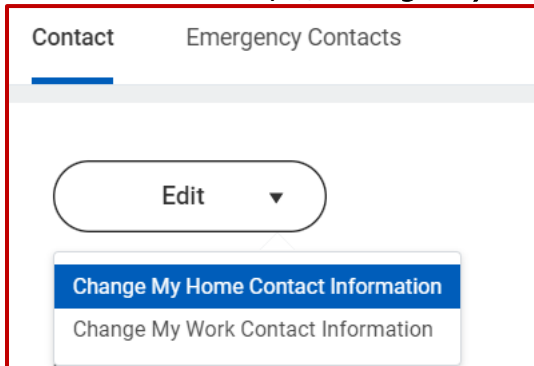 Contact Emergency Contacts
Edit
Change My Home Contact Information
Change My Work Contact Information